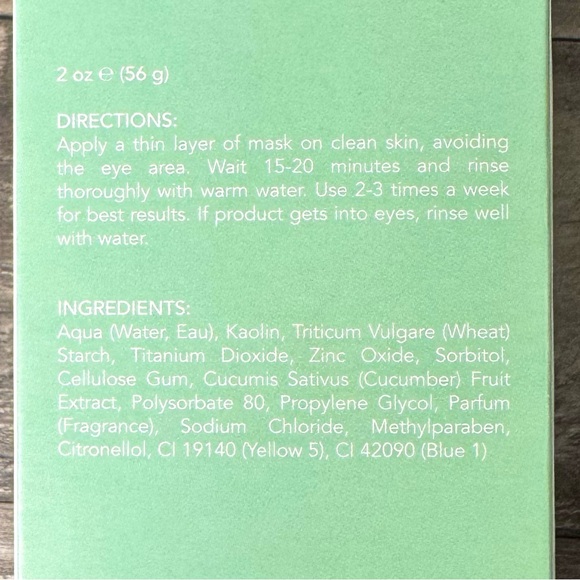 2 oz ℮ (56 g)
DIRECTIONS:
Apply a thin layer of mask on clean skin, avoiding
the eye area. Wait 15-20 minutes and rinse
thoroughly with warm water. Use 2-3 times a week
for best results. If product gets into eyes, rinse well
with water.
INGREDIENTS:
Aqua (Water, Eau), Kaolin, Triticum Vulgare (Wheat)
Starch, Titanium Dioxide, Zinc Oxide, Sorbitol,
Cellulose Gum, Cucumis Sativus (Cucumber) Fruit
Extract, Polysorbate 80, Propylene Glycol, Parfum
(Fragrance), Sodium Chloride, Methylparaben,
Citronellol, CI 19140 (Yellow 5), CI 42090 (Blue 1)